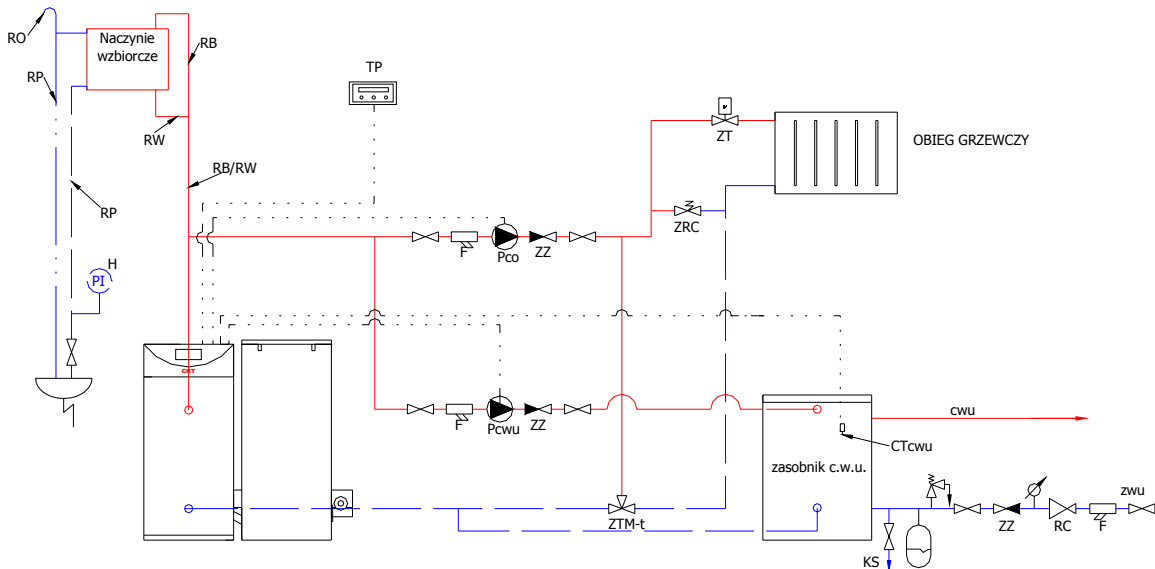 RO
Naczynie
wzbiorcze
RB
RP
TP
RW
ZT
OBIEG GRZEWCZY
RB/RW
RP
ZRC
F
Pco
ZZ
H
PI
F
Pcwu
ZZ
cwu
CTcwu
zasobnik c.w.u.
zwu
ZTM-t
ZZ
RC
F
KS